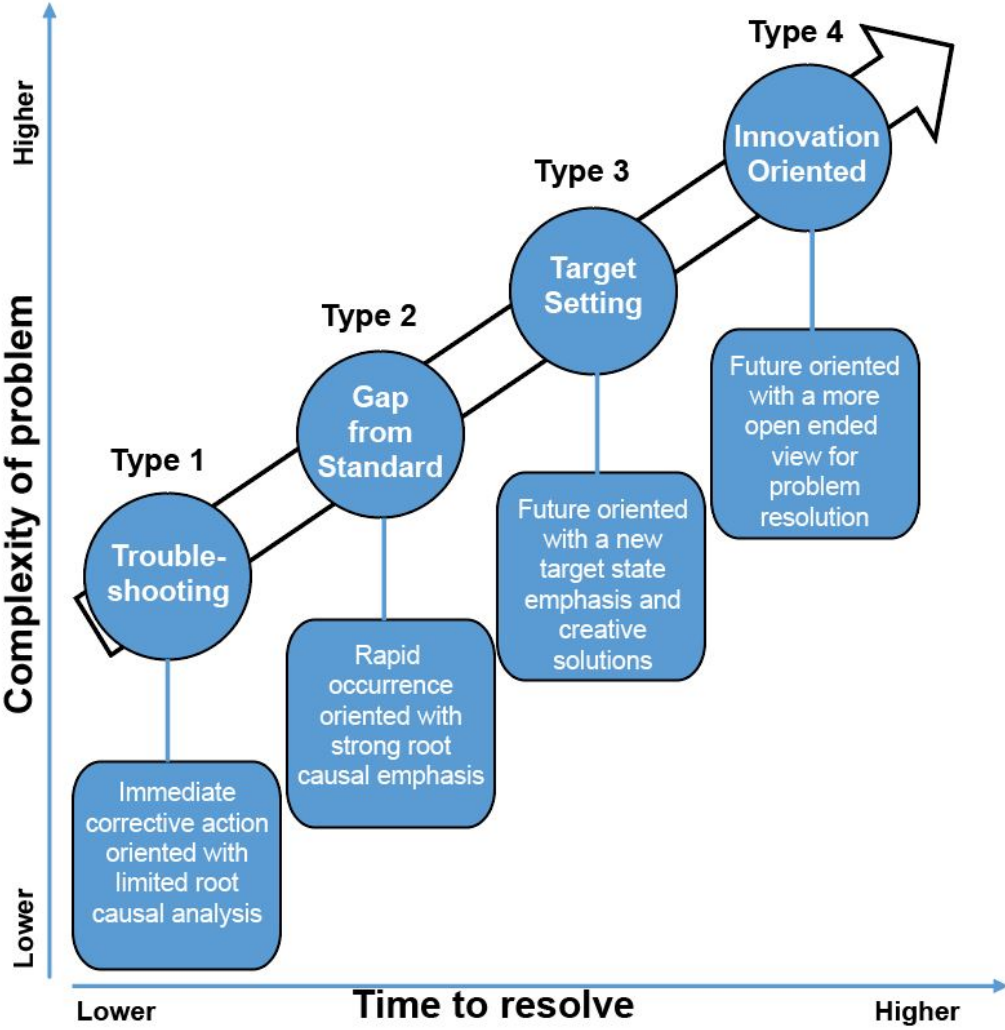 Type 4
Innovation
Oriented
Type 3
Target
Setting
Type 2
Gap
from
Standard
Type 1
Trouble-
shooting
Future oriented
with a more
open ended
view for
problem
resolution
Future oriented
with a new
target state
emphasis and
creative
solutions
Rapid
occurrence
oriented with
strong root
causal emphasis
Immediate
corrective action
oriented with
limited root
causal analysis
Higher
Complexity of problem
Lower
Lower
Time to resolve
Higher